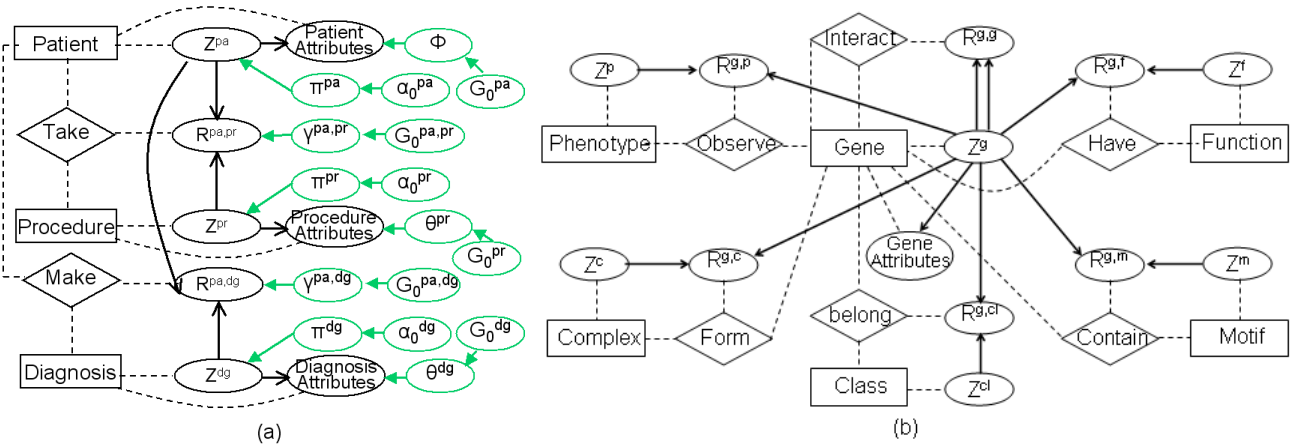 Patient
Z^pa
Patient
Attributes
Φ
π^pa
α₀^pa
G₀^pa
Take
R^pa,pr
γ^pa,pr
G₀^pa,pr
π^pr
α₀^pr
Procedure
Z^pr
Procedure
Attributes
θ^pr
G₀^pr
Make
R^pa,dg
γ^pa,dg
G₀^pa,dg
π^dg
α₀^dg
G₀^dg
Diagnosis
Z^dg
Diagnosis
Attributes
θ^dg
(a)
Interact
R^g,g
Z^p
R^g,p
R^g,f
Z^f
Phenotype
Observe
Gene
Z^g
Have
Function
Z^c
R^g,c
Gene
Attributes
R^g,m
Z^m
belong
R^g,cl
Complex
Form
Contain
Motif
Class
Z^cl
(b)